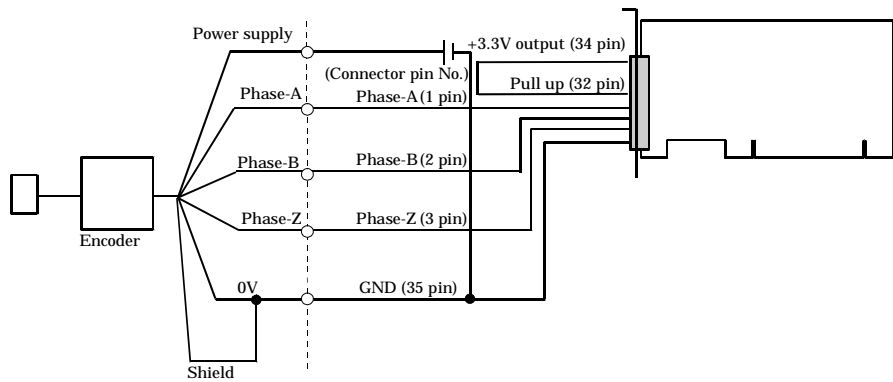 Power supply
+3.3V output (34 pin)
(Connector pin No.)
Pull up (32 pin)
Phase-A
Phase-A (1 pin)
Phase-B
Phase-B (2 pin)
Phase-Z
Phase-Z (3 pin)
Encoder
0V
GND (35 pin)
Shield